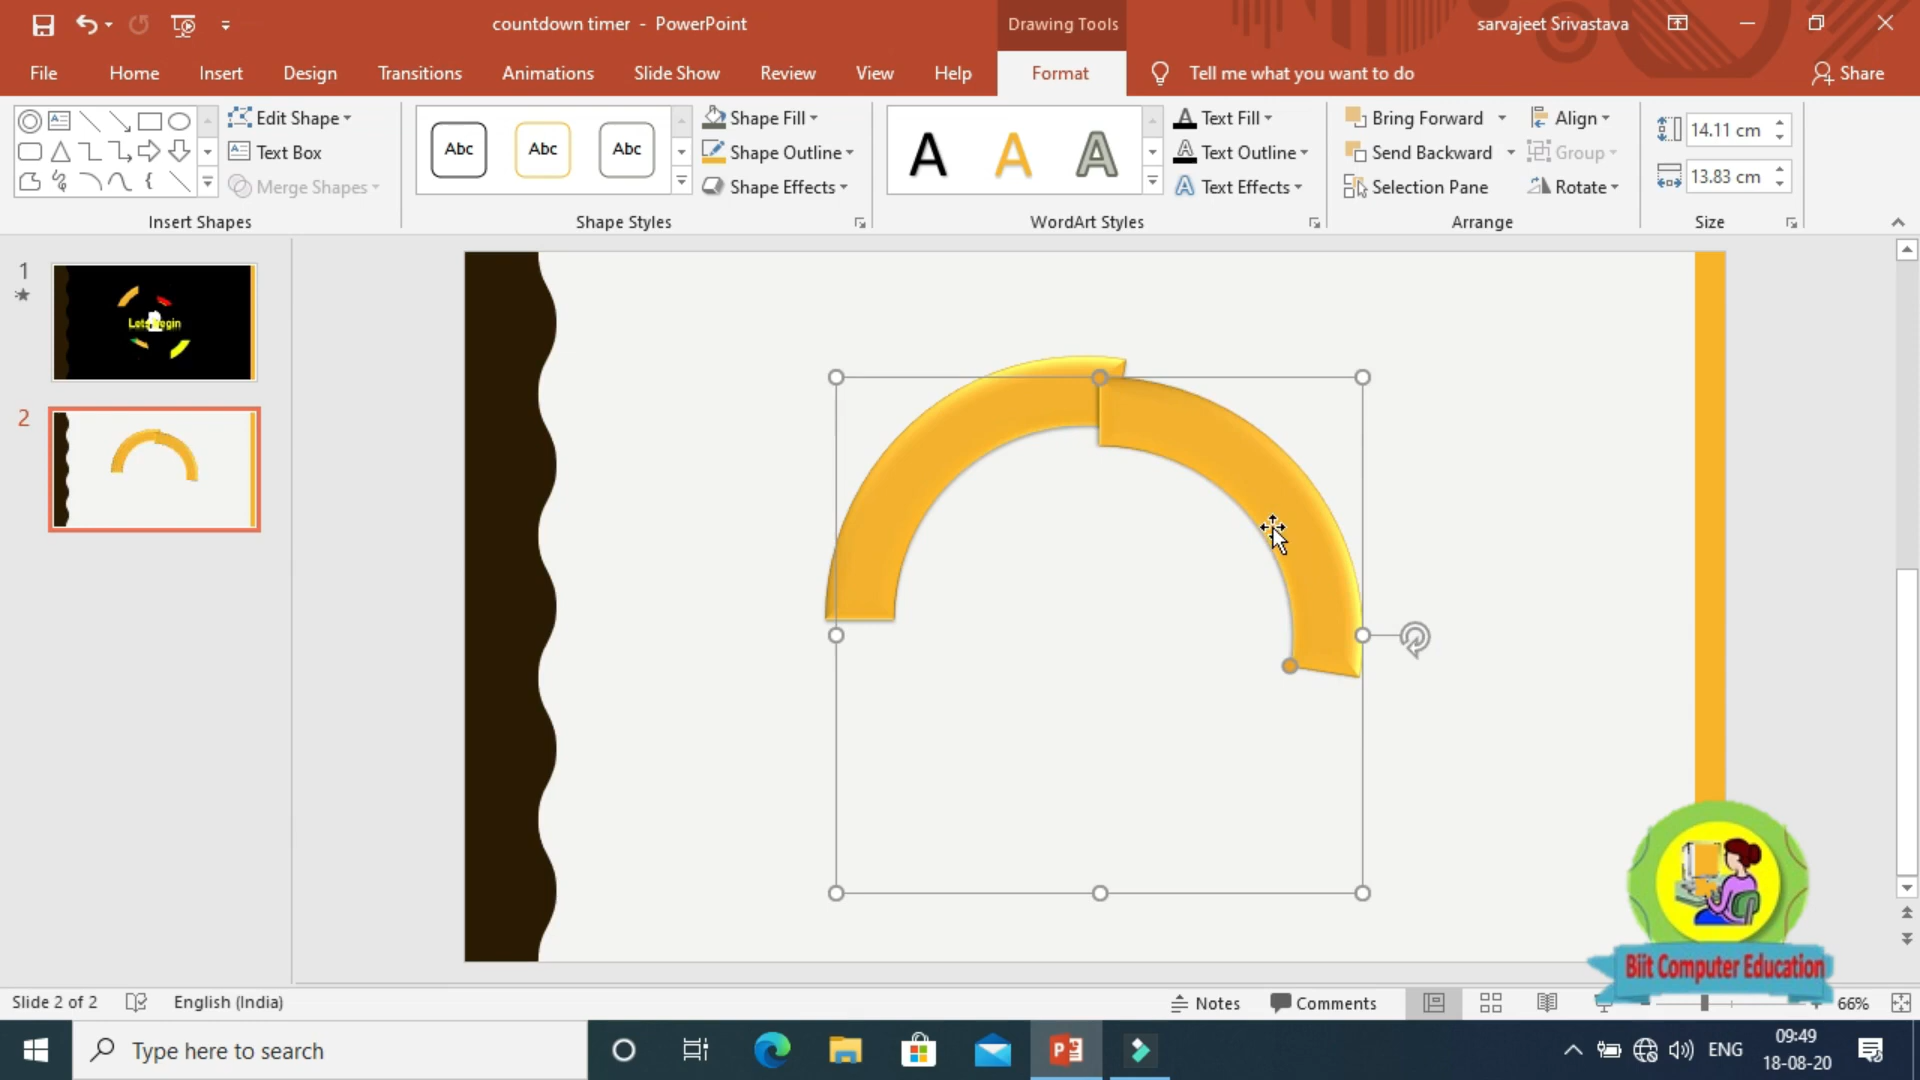 countdown timer - PowerPoint
Drawing Tools
sarvajeet Srivastava
File Home Insert Design Transitions Animations Slide Show Review View Help Format Tell me what you want to do Share
Edit Shape
Text Box
Merge Shapes
Insert Shapes
Abc Abc Abc
Shape Fill
Shape Outline
Shape Effects
Shape Styles
A A A
Text Fill
Text Outline
Text Effects
WordArt Styles
Bring Forward
Send Backward
Selection Pane
Align
Group
Rotate
Arrange
14.11 cm
13.83 cm
Size
1
2
Biit Computer Education
Slide 2 of 2 English (India) Notes Comments 66%
Type here to search
ENG
09:49
18-08-20